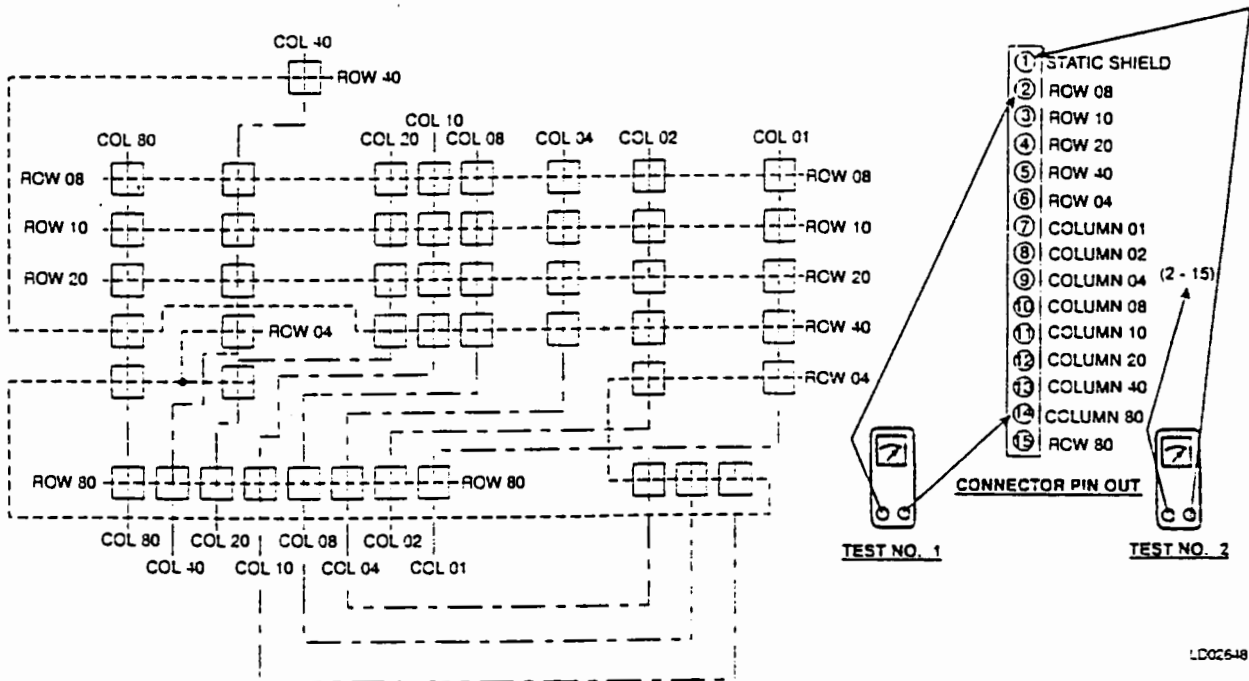 COL 40
ROW 40
COL 10
COL 80 COL 20 COL 08 COL 04 COL 02 COL 01
ROW 08 ROW 08
ROW 10 ROW 10
ROW 20 ROW 20
ROW 04 ROW 40
ROW 04
ROW 80 ROW 80
COL 80 COL 20 COL 08 COL 02
COL 40 COL 10 COL 04 COL 01
1 STATIC SHIELD
2 ROW 08
3 ROW 10
4 ROW 20
5 ROW 40
6 ROW 04
7 COLUMN 01
8 COLUMN 02
9 COLUMN 04
10 COLUMN 08
11 COLUMN 10
12 COLUMN 20
13 COLUMN 40
14 COLUMN 80
15 ROW 80
(2 - 15)
CONNECTOR PIN OUT
TEST NO. 1
TEST NO. 2
LD02648